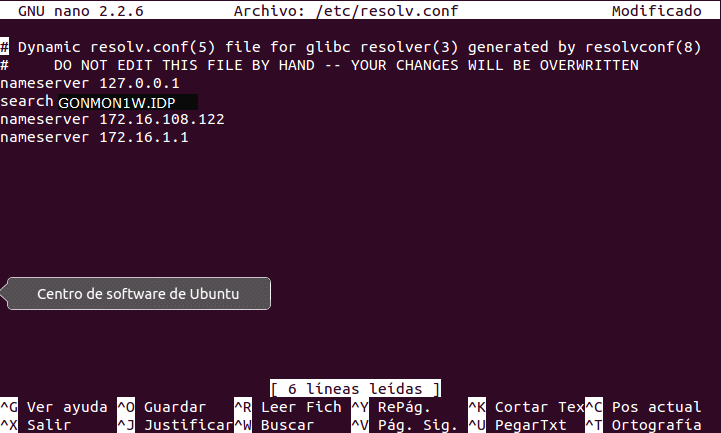 GNU nano 2.2.6 Archivo: /etc/resolv.conf Modificado
# Dynamic resolv.conf(5) file for glibc resolver(3) generated by resolvconf(8)
# DO NOT EDIT THIS FILE BY HAND -- YOUR CHANGES WILL BE OVERWRITTEN
nameserver 127.0.0.1
search GONMON1W.IDP
nameserver 172.16.108.122
nameserver 172.16.1.1
Centro de software de Ubuntu
[ 6 líneas leídas ]
^G Ver ayuda ^O Guardar ^R Leer Fich ^Y RePág. ^K Cortar Tex ^C Pos actual
^X Salir ^J Justificar ^W Buscar ^V Pág. Sig. ^U PegarTxt ^T Ortografía